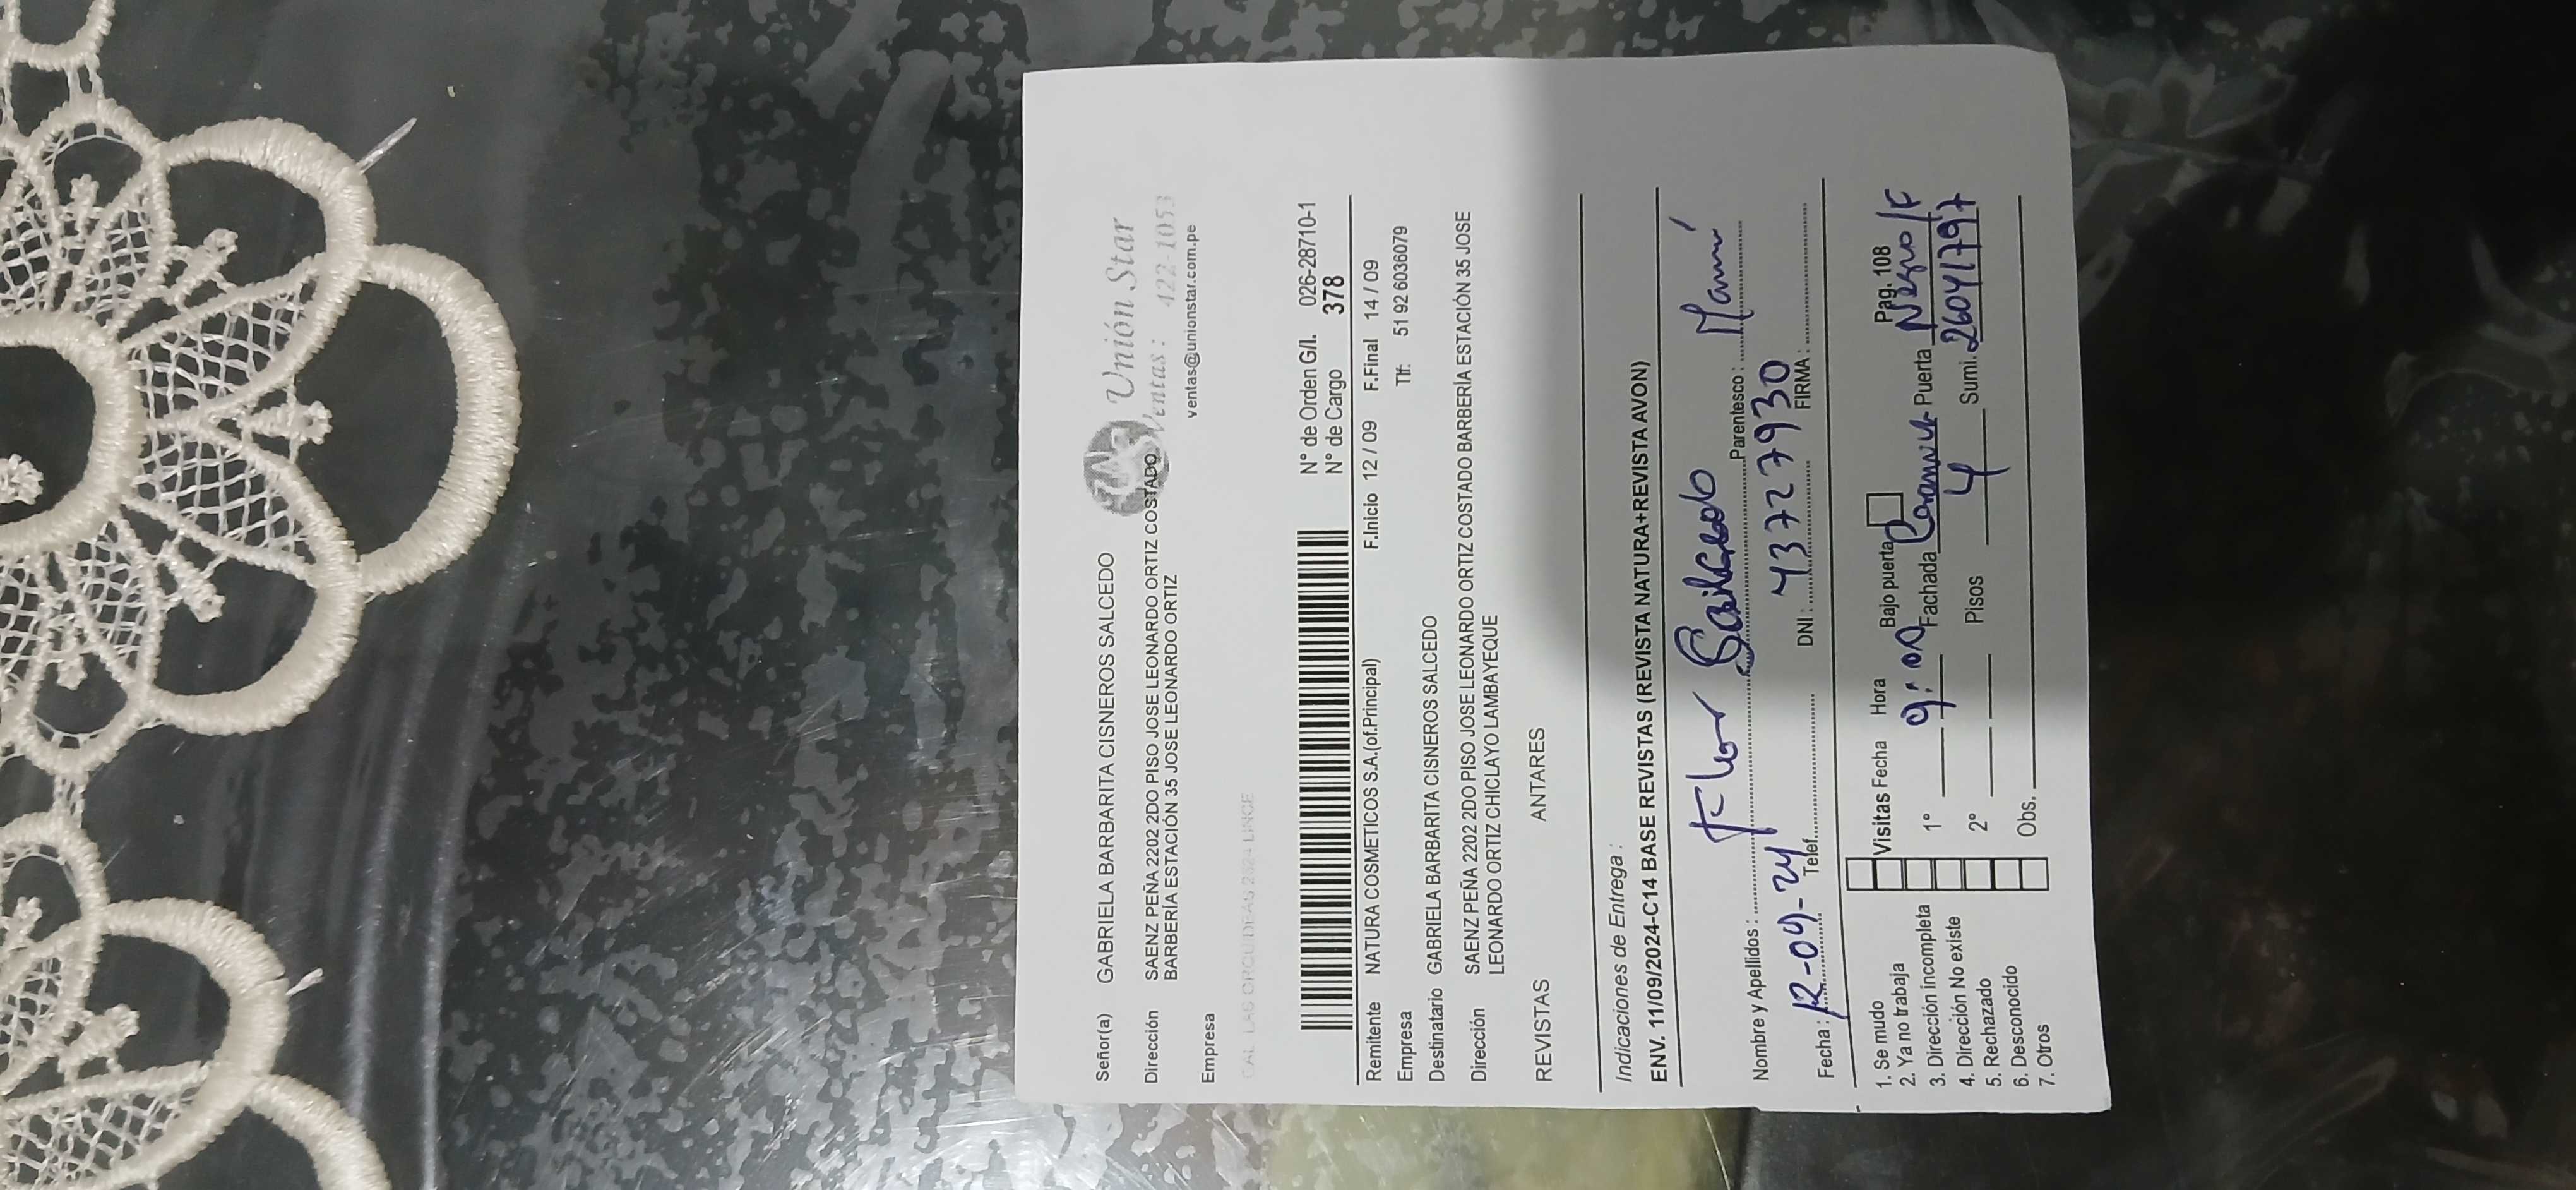 Señor(a) GABRIELA BARBARITA CISNEROS SALCEDO
Unión Star
Ventas: 422-1053
ventas@unionstar.com.pe
Dirección SAENZ PEÑA 2202 2DO PISO JOSE LEONARDO ORTIZ COSTADO
BARBERÍA ESTACIÓN 35 JOSE LEONARDO ORTIZ
Empresa
N° de Orden G/I. 026-28710-1
N° de Cargo 378
Remitente NATURA COSMETICOS S.A.(of.Principal) F.Inicio 12 / 09 F.Final 14 / 09
Empresa Tlf: 51 92 6036079
Destinatario GABRIELA BARBARITA CISNEROS SALCEDO
Dirección SAENZ PEÑA 2202 2DO PISO JOSE LEONARDO ORTIZ COSTADO BARBERÍA ESTACIÓN 35 JOSE
LEONARDO ORTIZ CHICLAYO LAMBAYEQUE
REVISTAS ANTARES
Indicaciones de Entrega :
ENV. 11/09/2024-C14 BASE REVISTAS (REVISTA NATURA+REVISTA AVON)
Nombre y Apellidos : Flor Salcedo Parentesco : Mamí
Fecha : 12-09-24 Telef. DNI : 43727930 FIRMA :
1. Se mudo Visitas Fecha Hora Bajo puerta Pag. 108
2. Ya no trabaja 1° 9:00 Fachada Puerta Negro/F
3. Dirección incompleta 2° Pisos 4 Sumi. 26041797
4. Dirección No existe
5. Rechazado
6. Desconocido Obs.
7. Otros